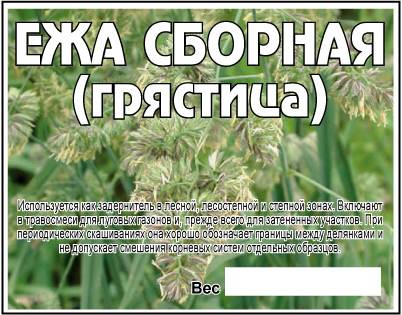 ЕЖА СБОРНАЯ
(грястица)
Используется как задернитель в лесной, лесостепной и степной зонах. Включают
в травосмеси для луговых газонов и, прежде всего для затененных участков. При
периодических скашиваниях она хорошо обозначает границы между делянками и
не допускает смешения корневых систем отдельных образцов.
Вес